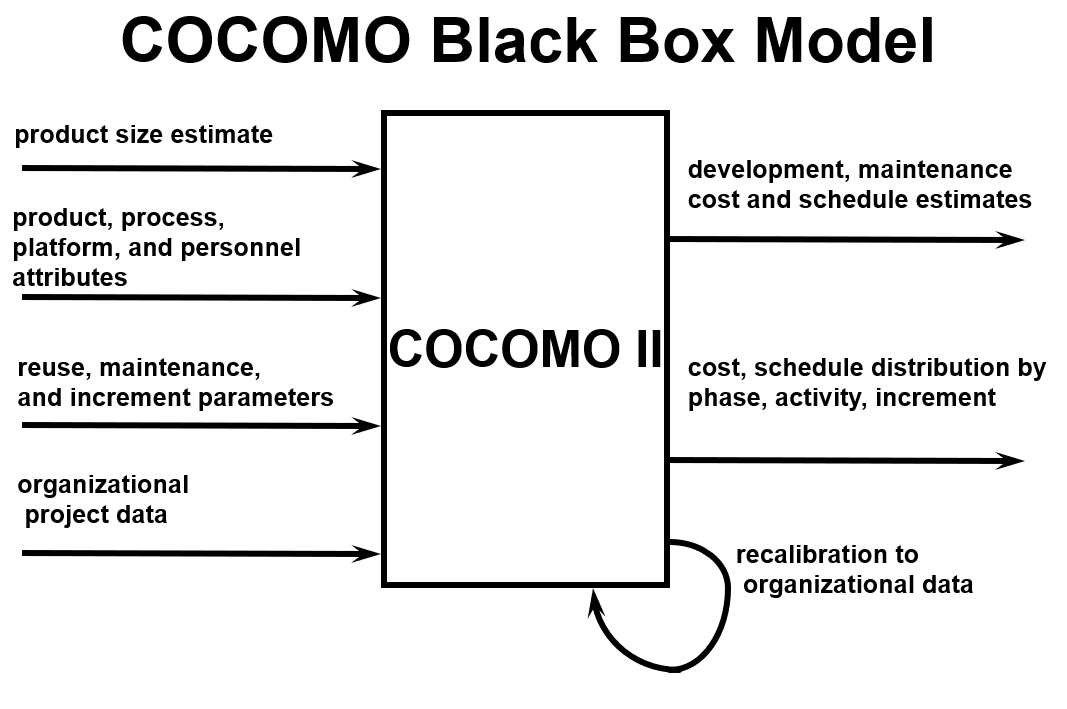 COCOMO Black Box Model
product size estimate
product, process,
platform, and personnel
attributes
reuse, maintenance,
and increment parameters
organizational
project data
COCOMO II
development, maintenance
cost and schedule estimates
cost, schedule distribution by
phase, activity, increment
recalibration to
organizational data